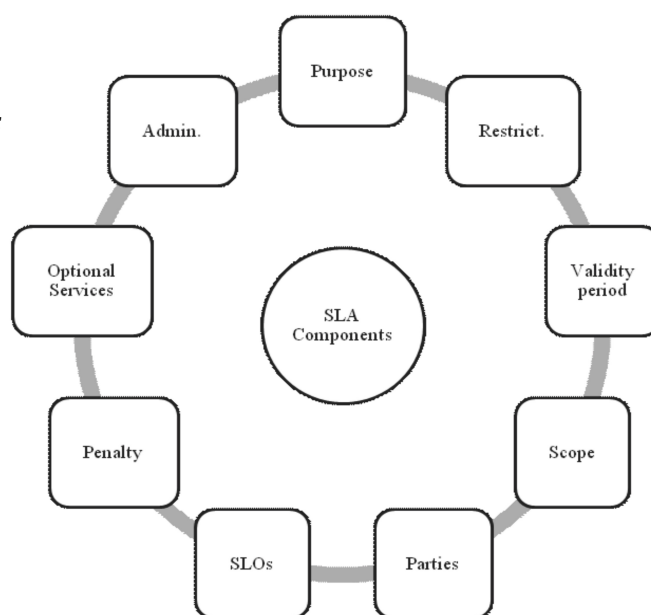 Purpose
Admin.
Restrict.
Optional
Services
Validity
period
SLA
Components
Penalty
Scope
SLOs
Parties